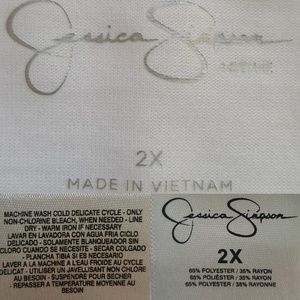 Jessica Simpson
ACTIVE
2X
MADE IN VIETNAM
MACHINE WASH COLD DELICATE CYCLE - ONLY
NON-CHLORINE BLEACH, WHEN NEEDED - LINE
DRY - WARM IRON IF NECESSARY
LAVAR EN LAVADORA CON AGUA FRIA CICLO
DELICADO - SOLAMENTE BLANQUEADOR SIN
CLORO CUANDO SE NECESITE - SECAR COLGADO
- PLANCHA TIBIA SI ES NECESARIO
LAVER A LA MACHINE A L'EAU FROIDE AU CYCLE
DELICAT - UTILISER UN JAVELLISANT NON CHLORE
AU BESOIN - SUSPENDRE POUR SECHER
- REPASSER A TEMPERATURE MOYENNE AU
BESOIN
Jessica Simpson
2X
65% POLYESTER / 35% RAYON
65% POLIÉSTER / 35% RAYÓN
65% POLYESTER / 35% RAYONNE